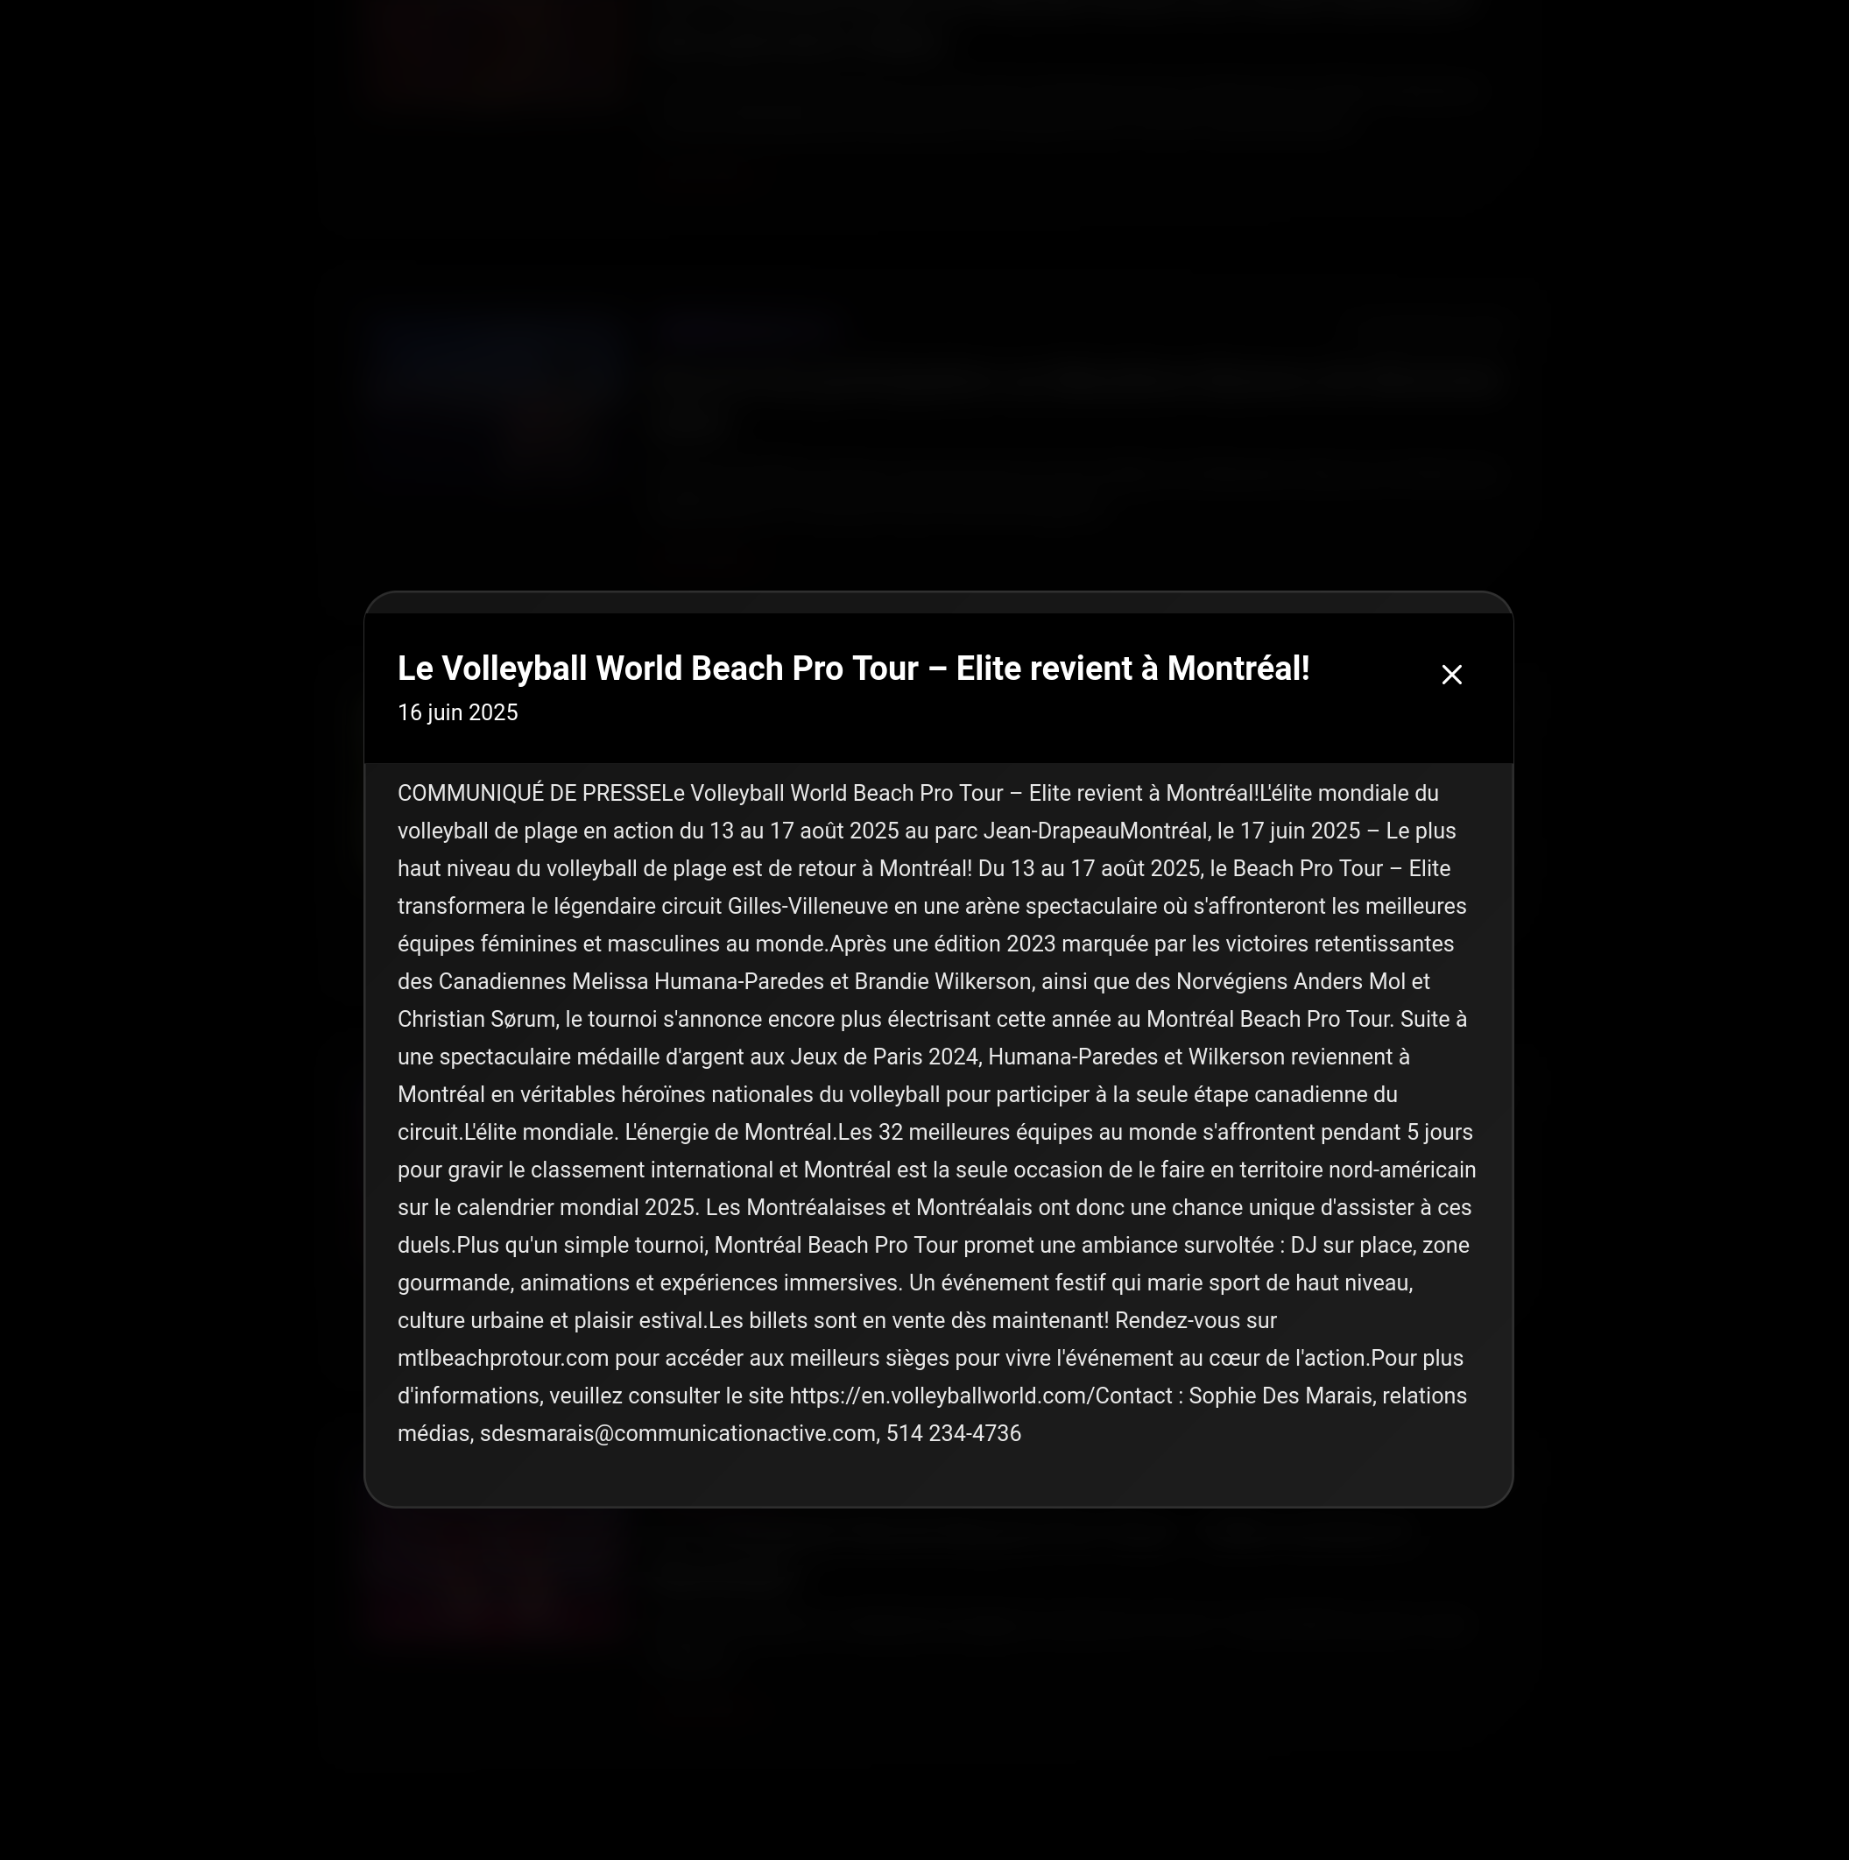 Le Volleyball World Beach Pro Tour – Elite revient à Montréal!
16 juin 2025
COMMUNIQUÉ DE PRESSELe Volleyball World Beach Pro Tour – Elite revient à Montréal!L'élite mondiale du
volleyball de plage en action du 13 au 17 août 2025 au parc Jean-DrapeauMontréal, le 17 juin 2025 – Le plus
haut niveau du volleyball de plage est de retour à Montréal! Du 13 au 17 août 2025, le Beach Pro Tour – Elite
transformera le légendaire circuit Gilles-Villeneuve en une arène spectaculaire où s'affronteront les meilleures
équipes féminines et masculines au monde.Après une édition 2023 marquée par les victoires retentissantes
des Canadiennes Melissa Humana-Paredes et Brandie Wilkerson, ainsi que des Norvégiens Anders Mol et
Christian Sørum, le tournoi s'annonce encore plus électrisant cette année au Montréal Beach Pro Tour. Suite à
une spectaculaire médaille d'argent aux Jeux de Paris 2024, Humana-Paredes et Wilkerson reviennent à
Montréal en véritables héroïnes nationales du volleyball pour participer à la seule étape canadienne du
circuit.L'élite mondiale. L'énergie de Montréal.Les 32 meilleures équipes au monde s'affrontent pendant 5 jours
pour gravir le classement international et Montréal est la seule occasion de le faire en territoire nord-américain
sur le calendrier mondial 2025. Les Montréalaises et Montréalais ont donc une chance unique d'assister à ces
duels.Plus qu'un simple tournoi, Montréal Beach Pro Tour promet une ambiance survoltée : DJ sur place, zone
gourmande, animations et expériences immersives. Un événement festif qui marie sport de haut niveau,
culture urbaine et plaisir estival.Les billets sont en vente dès maintenant! Rendez-vous sur
mtlbeachprotour.com pour accéder aux meilleurs sièges pour vivre l'événement au cœur de l'action.Pour plus
d'informations, veuillez consulter le site https://en.volleyballworld.com/Contact : Sophie Des Marais, relations
médias, sdesmarais@communicationactive.com, 514 234-4736